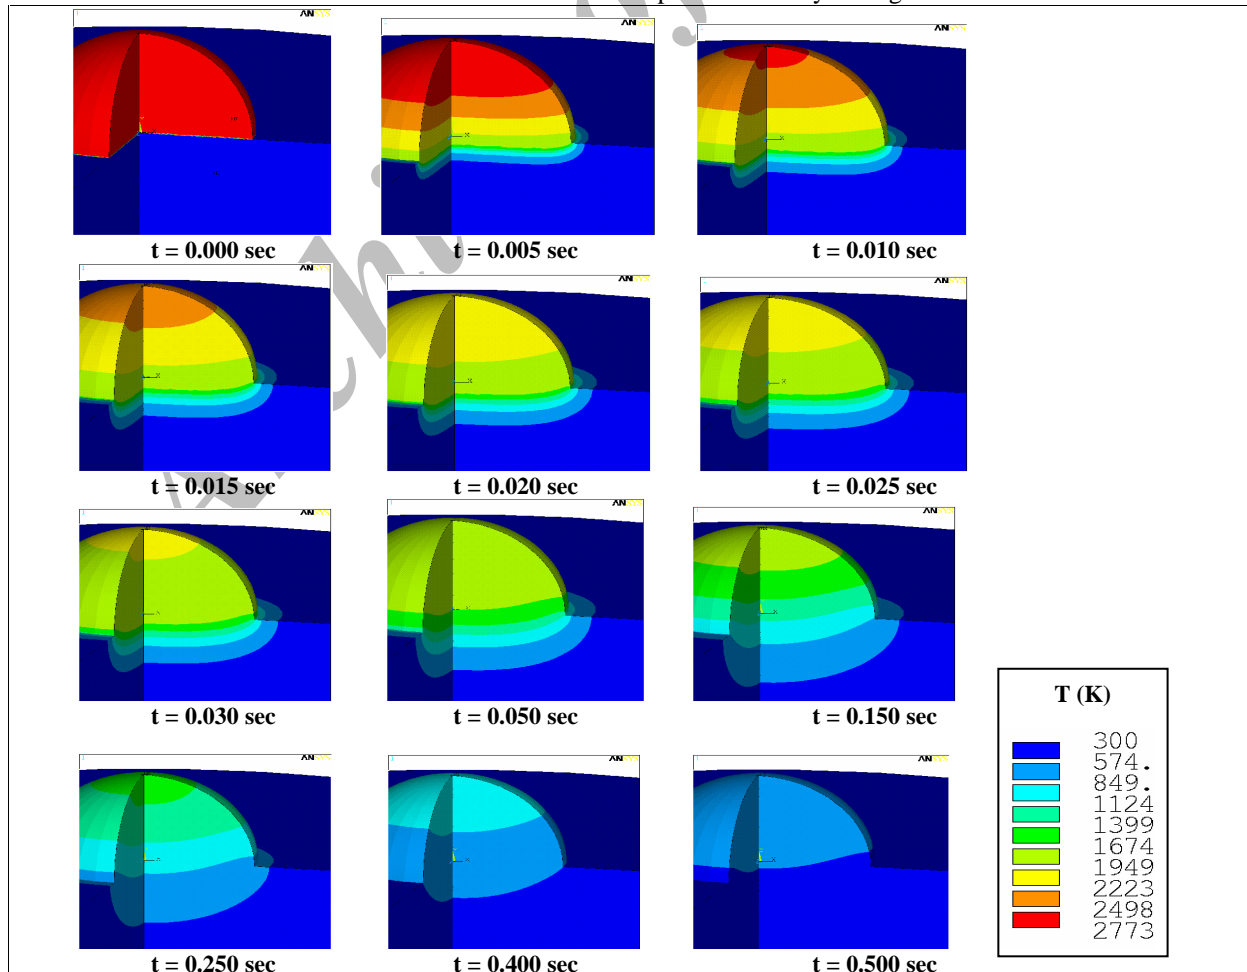 t = 0.000 sec
t = 0.005 sec
t = 0.010 sec
t = 0.015 sec
t = 0.020 sec
t = 0.025 sec
t = 0.030 sec
t = 0.050 sec
t = 0.150 sec
T (K)
300
574.
849.
1124
1399
1674
1949
2223
2498
2773
t = 0.250 sec
t = 0.400 sec
t = 0.500 sec